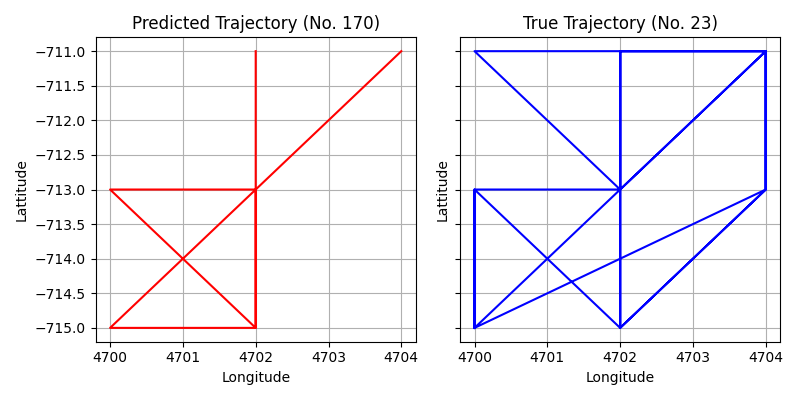 Predicted Trajectory (No. 170)
True Trajectory (No. 23)
−711.0
−711.5
−712.0
−712.5
−713.0
−713.5
−714.0
−714.5
−715.0
Lattitude
Lattitude
4700 4701 4702 4703 4704
4700 4701 4702 4703 4704
Longitude
Longitude